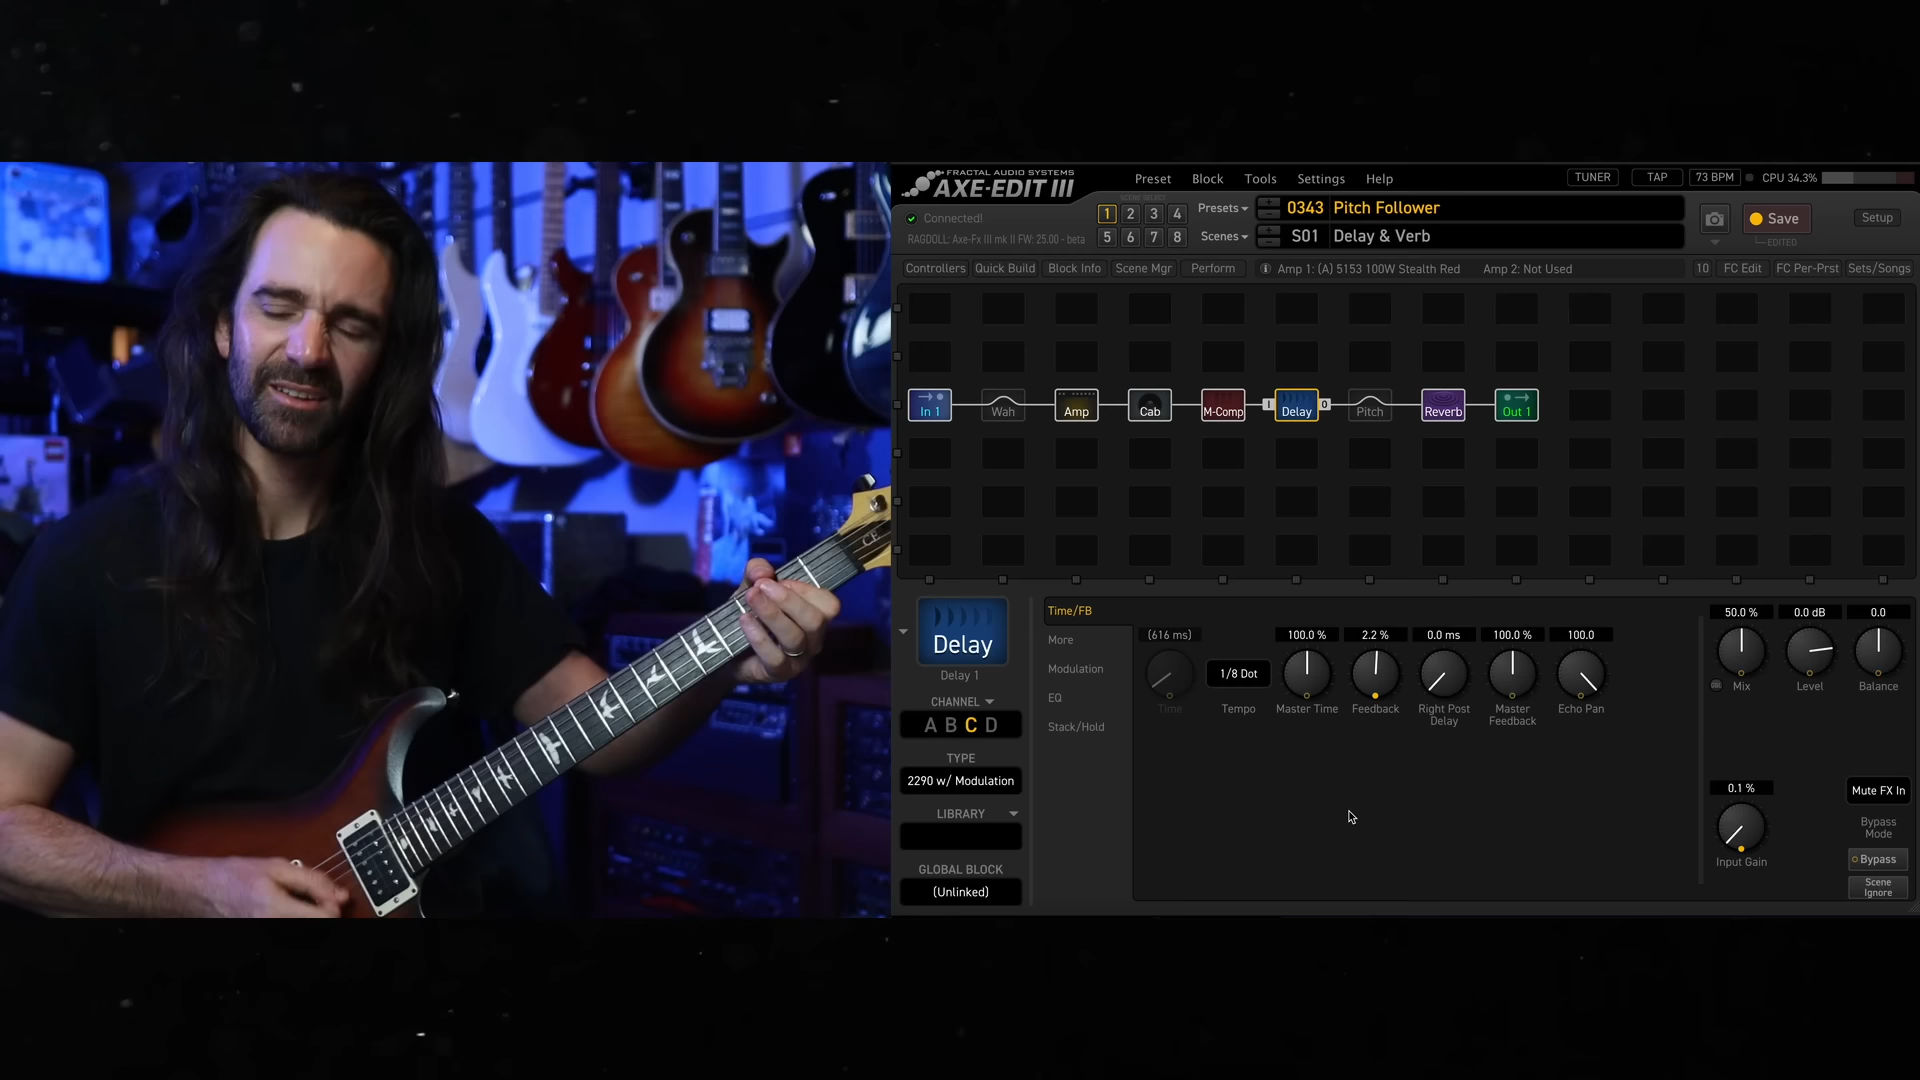 CE
FRACTAL AUDIO SYSTEMS
AXE-EDIT III
Preset Block Tools Settings Help
TUNER TAP 73 BPM CPU 34.3%
Connected!
RAGDOLL: Axe-Fx III mk II FW: 25.00 - beta
SCENE SELECT
1 2 3 4
5 6 7 8
Presets 0343 Pitch Follower
Scenes S01 Delay & Verb
Save
EDITED
Setup
Controllers Quick Build Block Info Scene Mgr Perform Amp 1: (A) 5153 100W Stealth Red Amp 2: Not Used 10 FC Edit FC Per-Prst Sets/Songs
In 1 Wah Amp Cab M-Comp I Delay O Pitch Reverb Out 1
Delay
Delay 1
CHANNEL
A B C D
TYPE
2290 w/ Modulation
LIBRARY
GLOBAL BLOCK
(Unlinked)
Time/FB
More
Modulation
EQ
Stack/Hold
(616 ms) 100.0 % 2.2 % 0.0 ms 100.0 % 100.0
1/8 Dot
Time Tempo Master Time Feedback Right Post Delay Master Feedback Echo Pan
50.0 % 0.0 dB 0.0
Mix Level Balance
0.1 %
Input Gain
Mute FX In
Bypass
Mode
Bypass
Scene
Ignore